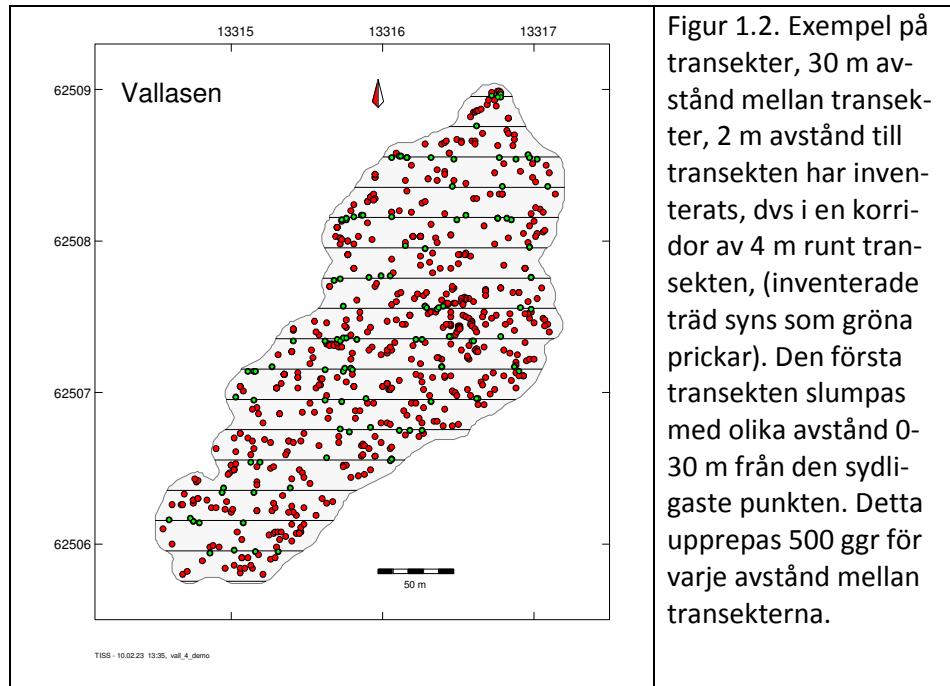 13315 13316 13317
Vallasen
62509
62508
62507
62506
50 m
TISS - 10.02.23 13:35, vall_4_demo
Figur 1.2. Exempel på
transekter, 30 m av-
stånd mellan transek-
ter, 2 m avstånd till
transekten har inven-
terats, dvs i en korri-
dor av 4 m runt tran-
sekten, (inventerade
träd syns som gröna
prickar). Den första
transekten slumpas
med olika avstånd 0-
30 m från den sydli-
gaste punkten. Detta
upprepas 500 ggr för
varje avstånd mellan
transekterna.
13315 13316 13317